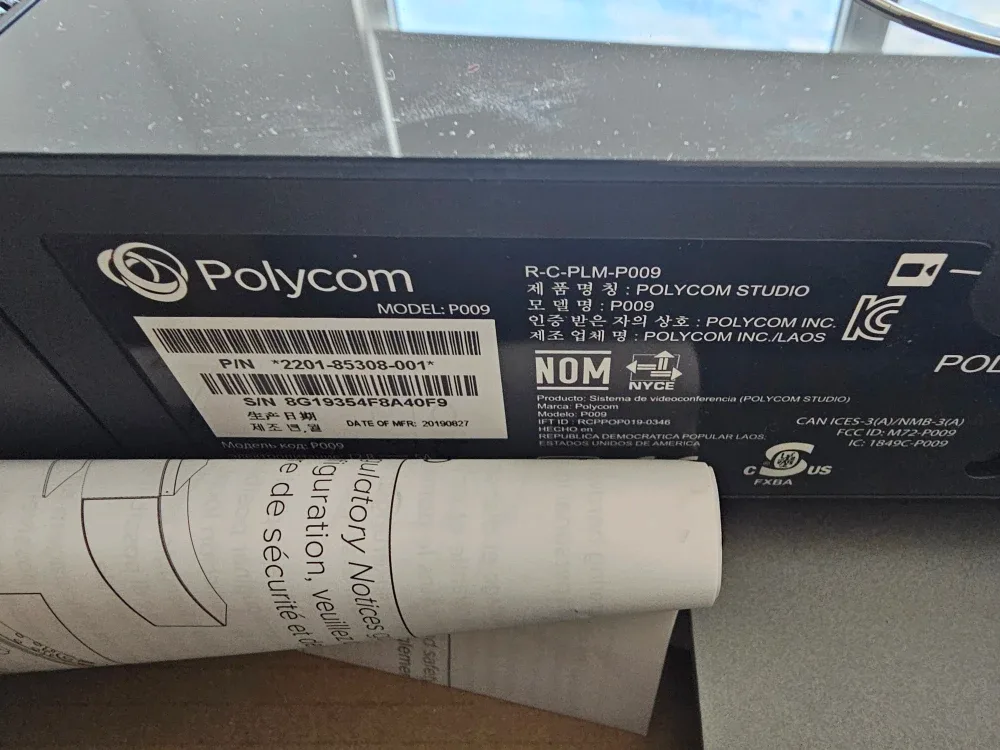 Polycom
MODEL: P009
P/N *2201-85308-001*
S/N 8G19354F8A40F9
生产日期
제조 년,월
DATE OF MFR: 20190827
Модель код: P009
R-C-PLM-P009
제 품 명 칭 : POLYCOM STUDIO
모 델 명 : P009
인증 받은 자의 상호 : POLYCOM INC.
제조 업체 명 : POLYCOM INC./LAOS
NOM
NYCE
Producto: Sistema de videoconferencia (POLYCOM STUDIO)
Marca: Polycom
Modelo: P009
IFT ID : RCPPOP019-0346
HECHO en
REPUBLICA DEMOCRATICA POPULAR LAOS.
ESTADOS UNIDOS DE AMERICA
KC
POL
CAN ICES-3(A)/NMB-3(A)
FCC ID: M72-P009
IC: 1849C-P009
C US
FXBA
ulatory Notices
guration, veuillez
de sécurité et